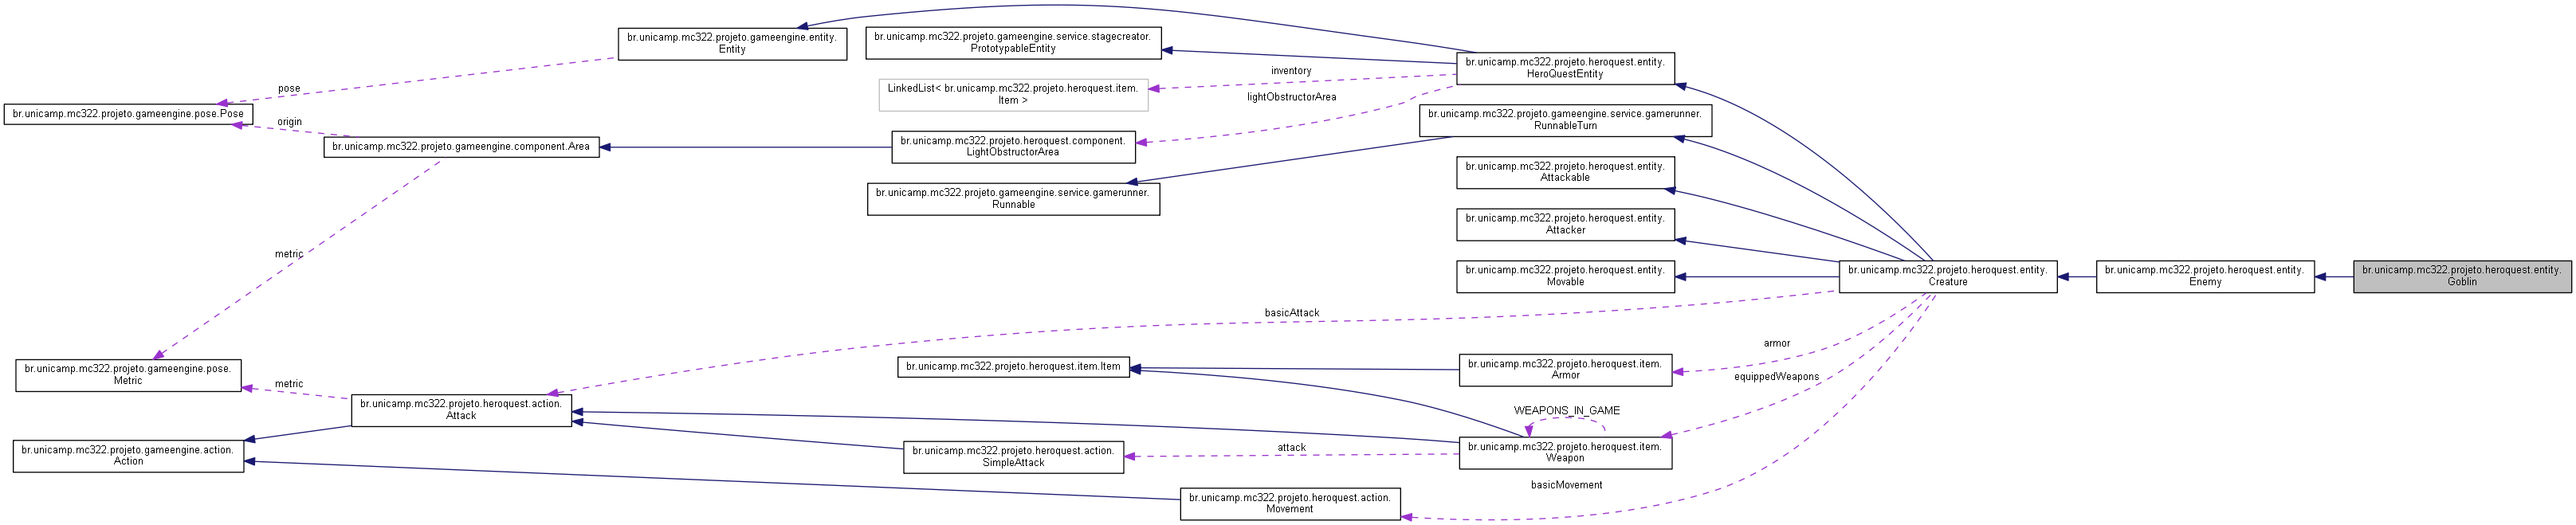 br.unicamp.mc322.projeto.gameengine.entity.
Entity
br.unicamp.mc322.projeto.gameengine.service.stagecreator.
PrototypableEntity
br.unicamp.mc322.projeto.heroquest.entity.
HeroQuestEntity
inventory
LinkedList< br.unicamp.mc322.projeto.heroquest.item.
Item >
pose
lightObstructorArea
br.unicamp.mc322.projeto.gameengine.pose.Pose
origin
br.unicamp.mc322.projeto.gameengine.service.gamerunner.
RunnableTurn
br.unicamp.mc322.projeto.gameengine.component.Area
br.unicamp.mc322.projeto.heroquest.component.
LightObstructorArea
br.unicamp.mc322.projeto.heroquest.entity.
Attackable
br.unicamp.mc322.projeto.gameengine.service.gamerunner.
Runnable
br.unicamp.mc322.projeto.heroquest.entity.
Attacker
metric
br.unicamp.mc322.projeto.heroquest.entity.
Movable
br.unicamp.mc322.projeto.heroquest.entity.
Creature
br.unicamp.mc322.projeto.heroquest.entity.
Enemy
br.unicamp.mc322.projeto.heroquest.entity.
Goblin
basicAttack
armor
br.unicamp.mc322.projeto.gameengine.pose.
Metric
metric
br.unicamp.mc322.projeto.heroquest.item.Item
br.unicamp.mc322.projeto.heroquest.item.
Armor
equippedWeapons
br.unicamp.mc322.projeto.heroquest.action.
Attack
WEAPONS_IN_GAME
br.unicamp.mc322.projeto.gameengine.action.
Action
br.unicamp.mc322.projeto.heroquest.action.
SimpleAttack
attack
br.unicamp.mc322.projeto.heroquest.item.
Weapon
basicMovement
br.unicamp.mc322.projeto.heroquest.action.
Movement